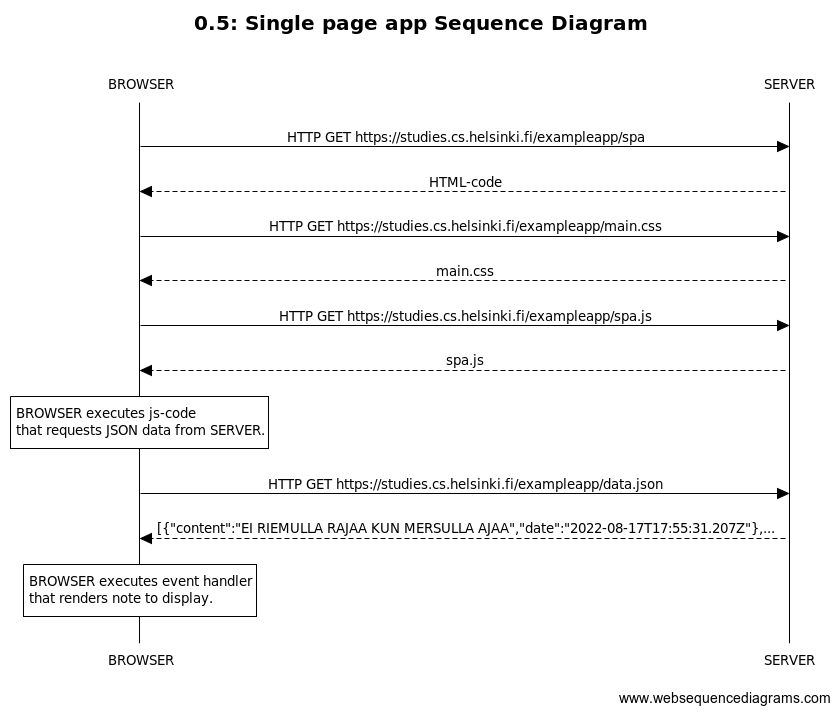 0.5: Single page app Sequence Diagram
BROWSER SERVER
HTTP GET https://studies.cs.helsinki.fi/exampleapp/spa
HTML-code
HTTP GET https://studies.cs.helsinki.fi/exampleapp/main.css
main.css
HTTP GET https://studies.cs.helsinki.fi/exampleapp/spa.js
spa.js
BROWSER executes js-code
that requests JSON data from SERVER.
HTTP GET https://studies.cs.helsinki.fi/exampleapp/data.json
[{"content":"EI RIEMULLA RAJAA KUN MERSULLA AJAA","date":"2022-08-17T17:55:31.207Z"},...
BROWSER executes event handler
that renders note to display.
BROWSER SERVER
www.websequencediagrams.com